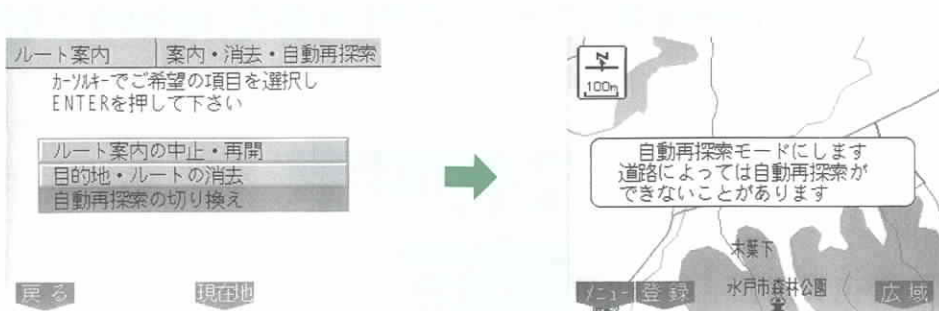 ルート案内
案内・消去・自動再探索
カーソルキーでご希望の項目を選択し
ENTERを押して下さい
ルート案内の中止・再開
目的地・ルートの消去
自動再探索の切り換え
戻る
現在地
N
100m
自動再探索モードにします
道路によっては自動再探索が
できないことがあります
木葉下
水戸市森林公園
メニュー
登録
広域